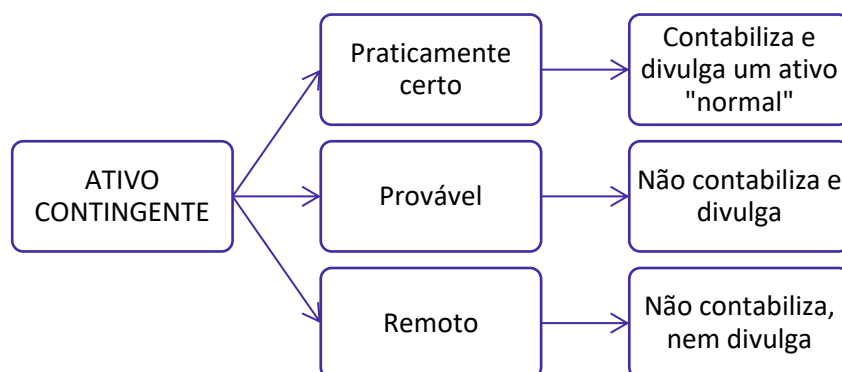 Praticamente
certo
Contabiliza e
divulga um ativo
"normal"
ATIVO
CONTINGENTE
Provável
Não contabiliza e
divulga
Remoto
Não contabiliza,
nem divulga